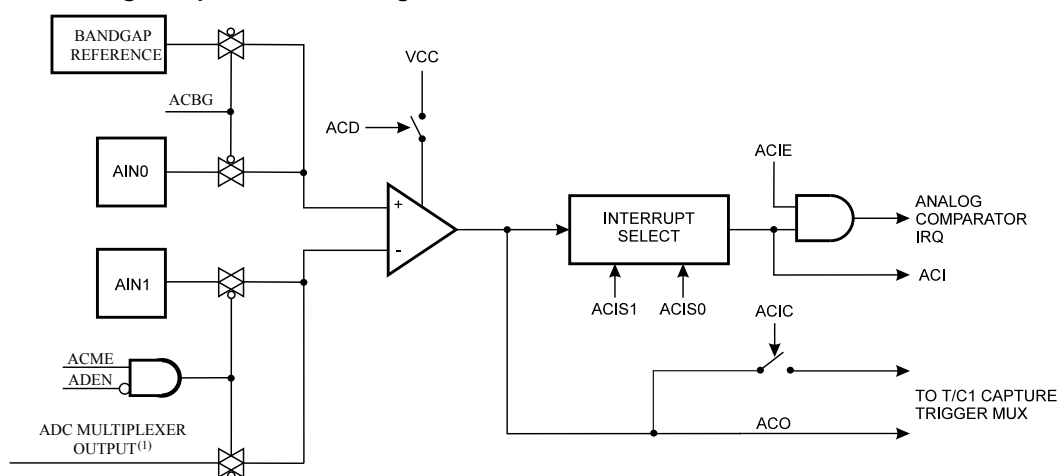 BANDGAP
REFERENCE
VCC
ACBG
ACD
ACIE
AIN0
+
INTERRUPT
SELECT
ANALOG
COMPARATOR
IRQ
-
AIN1
ACI
ACIS1
ACIS0
ACIC
ACME
ADEN
TO T/C1 CAPTURE
TRIGGER MUX
ADC MULTIPLEXER
OUTPUT(1)
ACO